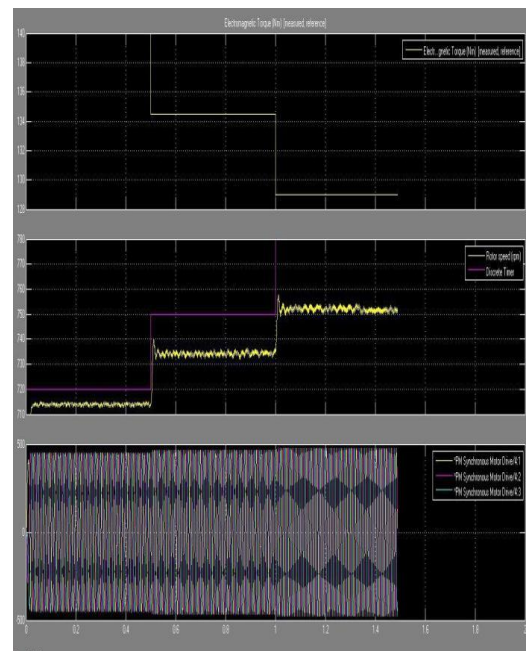 Electromagnetic Torque (Nm) (measured, reference)
140
138
136
134
132
130
128
Electr...gnetic Torque (Nm) (measured, reference)
780
770
760
750
740
730
720
710
Rotor speed (rpm)
Discrete Timer
500
0
-500
PM Synchronous Motor Drive/4:1
PM Synchronous Motor Drive/4:2
PM Synchronous Motor Drive/4:3
0 0.2 0.4 0.6 0.8 1 1.2 1.4 1.6 1.8 2